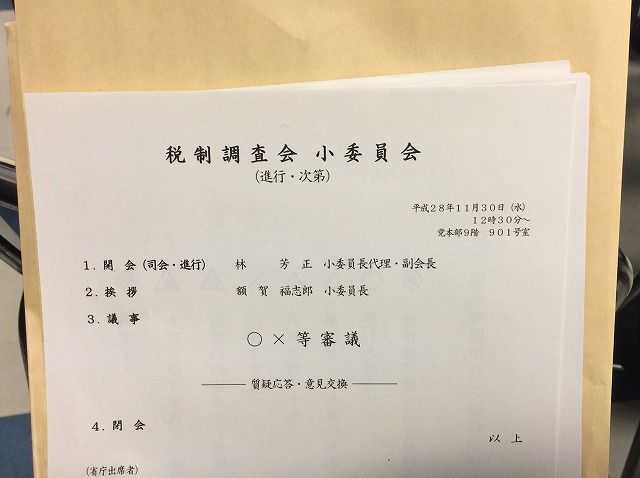 税制調査会 小委員会
(進行・次第)
平成28年11月30日(水)
12時30分~
党本部9階 901号室
1. 開 会 (司会・進行) 林 芳 正 小委員長代理・副会長
2. 挨 拶 額 賀 福志郎 小委員長
3. 議 事
○ × 等 審 議
質疑応答・意見交換
4. 閉 会
以 上
(省庁出席者)